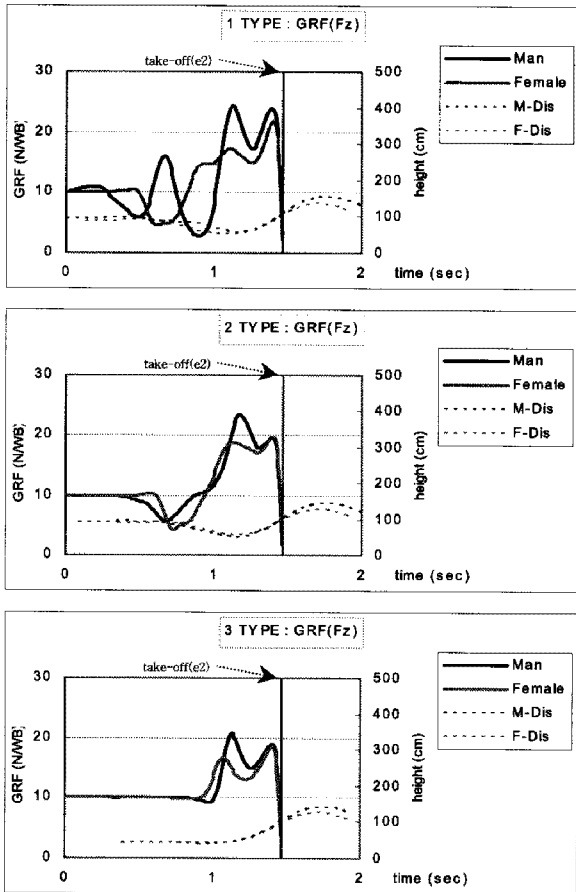 1 TYPE : GRF(Fz)
take-off(e2)
Man
Female
M-Dis
F-Dis
GRF (N/WB)
30
20
10
0
500
400
300
200
100
0
height (cm)
0
1
2
time (sec)
2 TYPE : GRF(Fz)
take-off(e2)
Man
Female
M-Dis
F-Dis
GRF (N/WB)
30
20
10
0
500
400
300
200
100
0
height (cm)
0
1
2
time (sec)
3 TYPE : GRF(Fz)
take-off(e2)
Man
Female
M-Dis
F-Dis
GRF (N/WB)
30
20
10
0
500
400
300
200
100
0
height (cm)
0
1
2
time (sec)